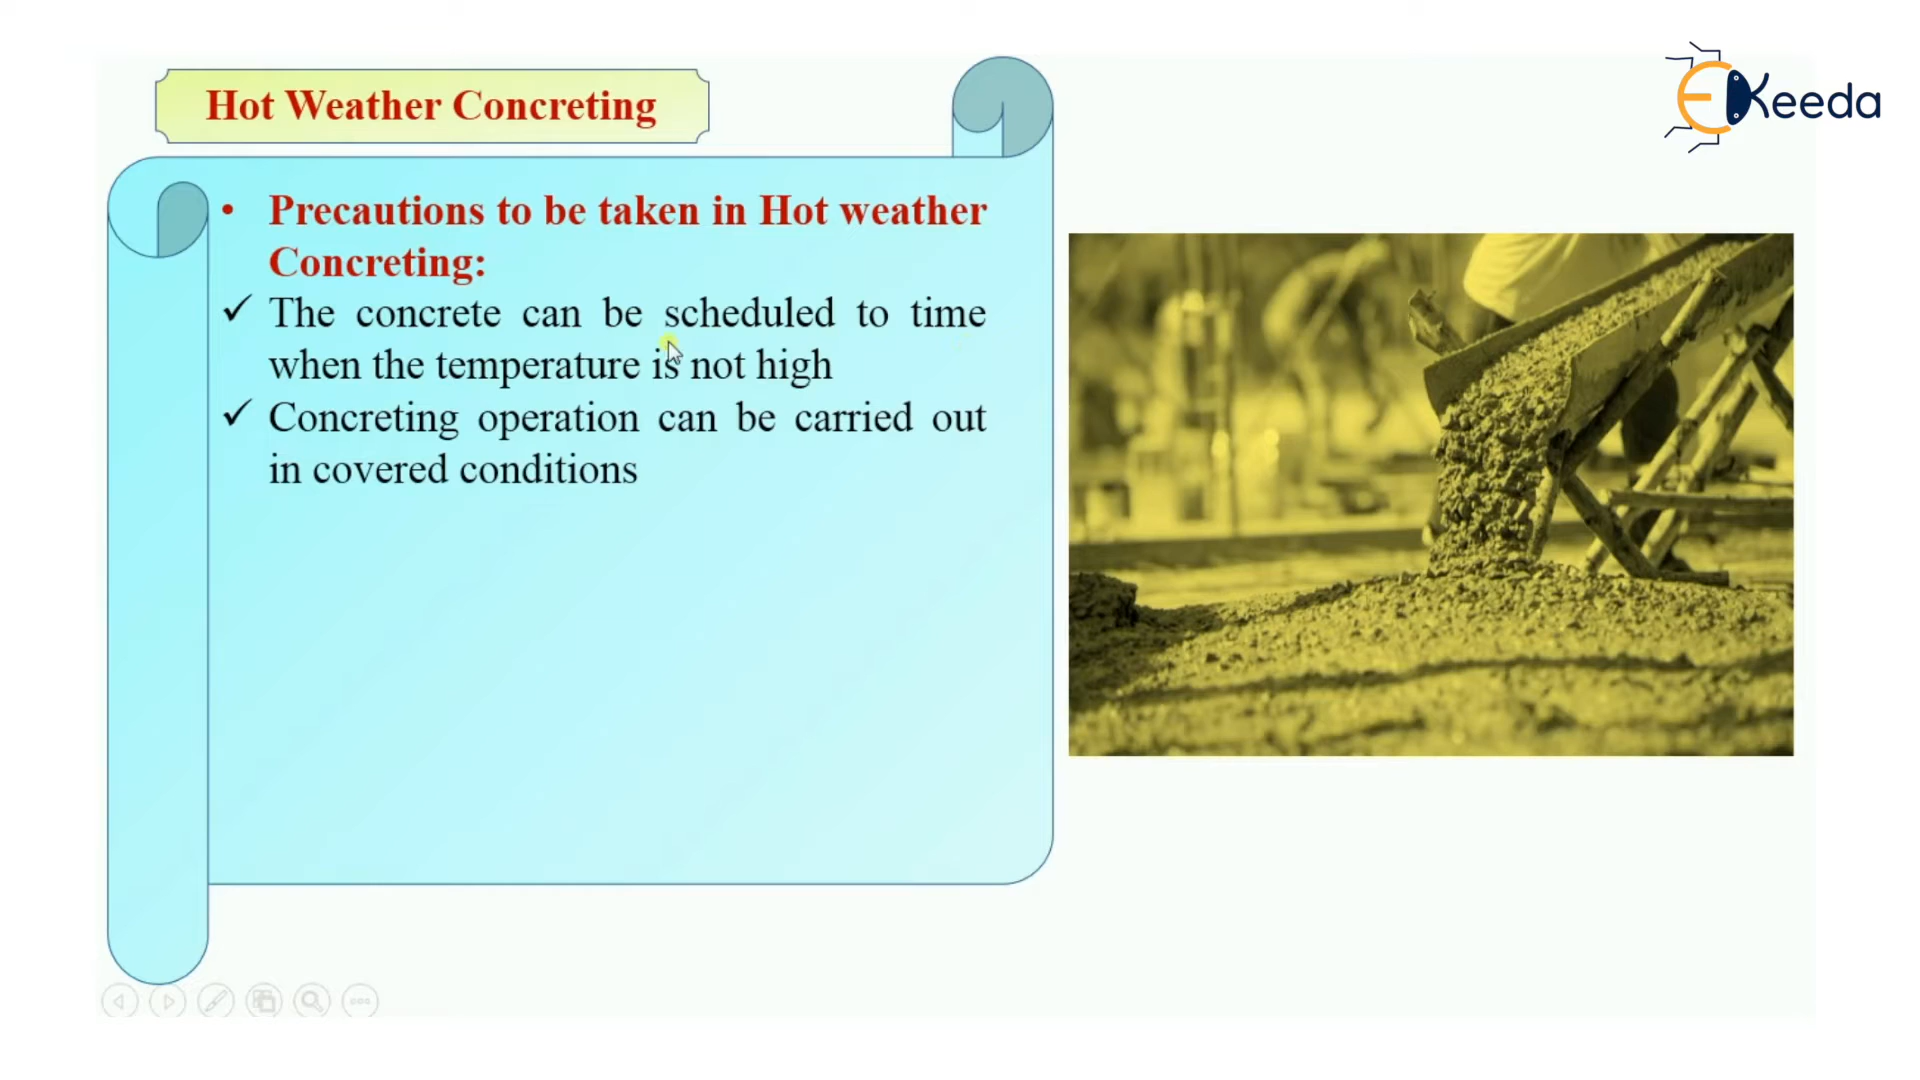 Hot Weather Concreting
EKeeda
• Precautions to be taken in Hot weather
Concreting:
✓ The concrete can be scheduled to time
when the temperature is not high
✓ Concreting operation can be carried out
in covered conditions